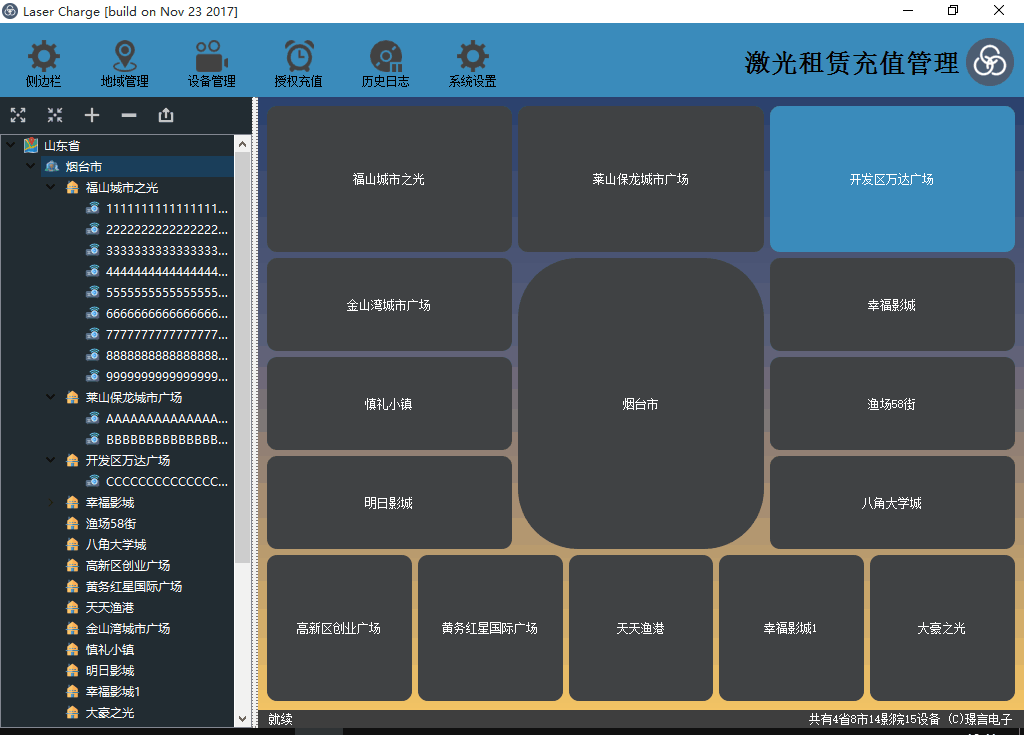 Laser Charge [build on Nov 23 2017]
侧边栏 地域管理 设备管理 授权充值 历史日志 系统设置
激光租赁充值管理
山东省
烟台市
福山城市之光
1111111111111111...
2222222222222222...
3333333333333333...
4444444444444444...
5555555555555555...
6666666666666666...
7777777777777777...
8888888888888888...
9999999999999999...
莱山保龙城市广场
AAAAAAAAAAAAAA...
BBBBBBBBBBBBBB...
开发区万达广场
CCCCCCCCCCCCCC...
幸福影城
渔场58街
八角大学城
高新区创业广场
黄务红星国际广场
天天渔港
金山湾城市广场
慎礼小镇
明日影城
幸福影城1
大豪之光
福山城市之光 莱山保龙城市广场 开发区万达广场
金山湾城市广场 幸福影城
慎礼小镇 烟台市 渔场58街
明日影城 八角大学城
高新区创业广场 黄务红星国际广场 天天渔港 幸福影城1 大豪之光
就续 共有4省8市14影院15设备 (C)璟言电子